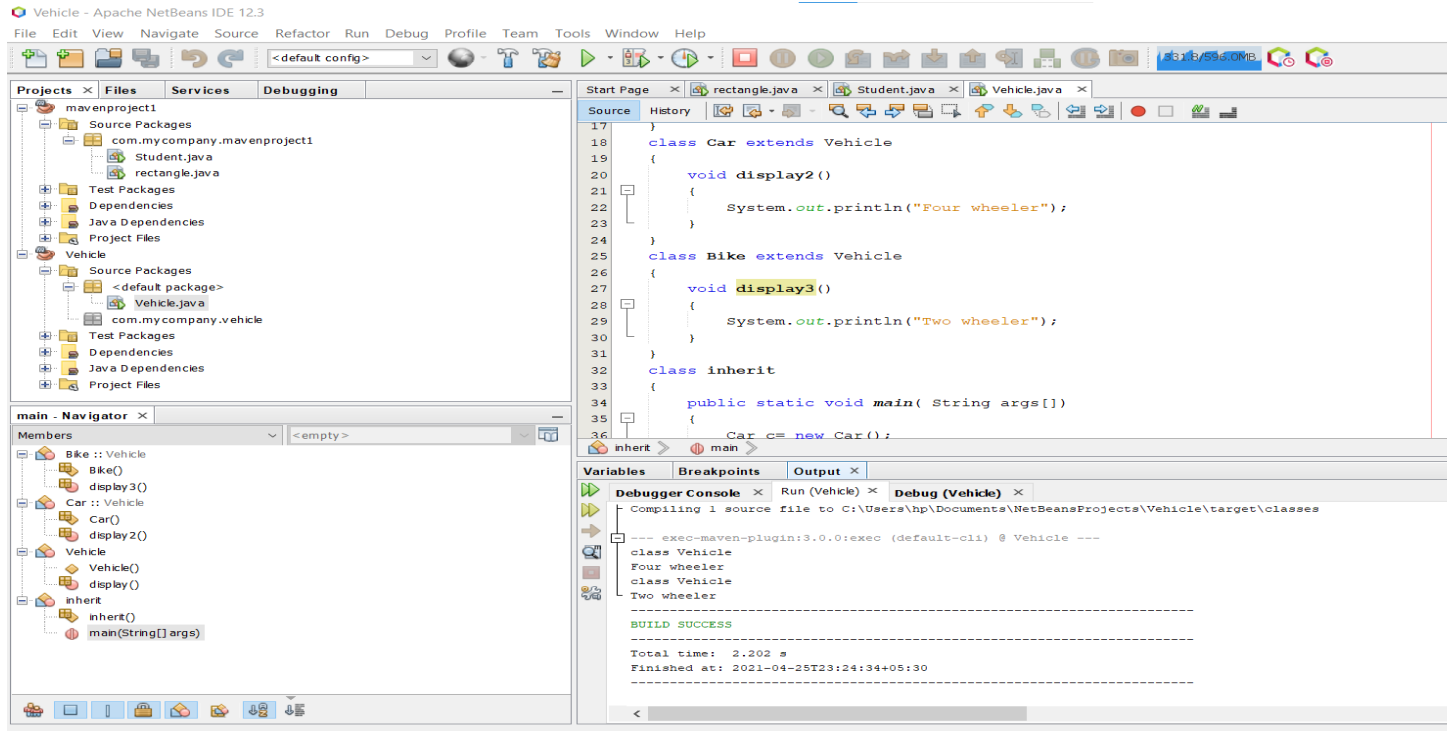 Vehicle - Apache NetBeans IDE 12.3
File Edit View Navigate Source Refactor Run Debug Profile Team Tools Window Help
<default config>
331.8/596.0MB
Projects Files Services Debugging
mavenproject1
Source Packages
com.mycompany.mavenproject1
Student.java
rectangle.java
Test Packages
Dependencies
Java Dependencies
Project Files
Vehicle
Source Packages
<default package>
Vehicle.java
com.mycompany.vehicle
Test Packages
Dependencies
Java Dependencies
Project Files
main - Navigator
Members <empty>
Bike :: Vehicle
Bike()
display3()
Car :: Vehicle
Car()
display2()
Vehicle
Vehicle()
display()
inherit
inherit()
main(String[] args)
Start Page rectangle.java Student.java Vehicle.java
Source History
17 }
18 class Car extends Vehicle
19 {
20 void display2()
21 {
22 System.out.println("Four wheeler");
23 }
24 }
25 class Bike extends Vehicle
26 {
27 void display3()
28 {
29 System.out.println("Two wheeler");
30 }
31 }
32 class inherit
33 {
34 public static void main( String args[])
35 {
36 Car c= new Car();
inherit main
Variables Breakpoints Output
Debugger Console Run (Vehicle) Debug (Vehicle)
Compiling 1 source file to C:\Users\hp\Documents\NetBeansProjects\Vehicle\target\classes
--- exec-maven-plugin:3.0.0:exec (default-cli) @ Vehicle ---
class Vehicle
Four wheeler
class Vehicle
Two wheeler
------------------------------------------------------------------------
BUILD SUCCESS
------------------------------------------------------------------------
Total time:  2.202 s
Finished at: 2021-04-25T23:24:34+05:30
------------------------------------------------------------------------